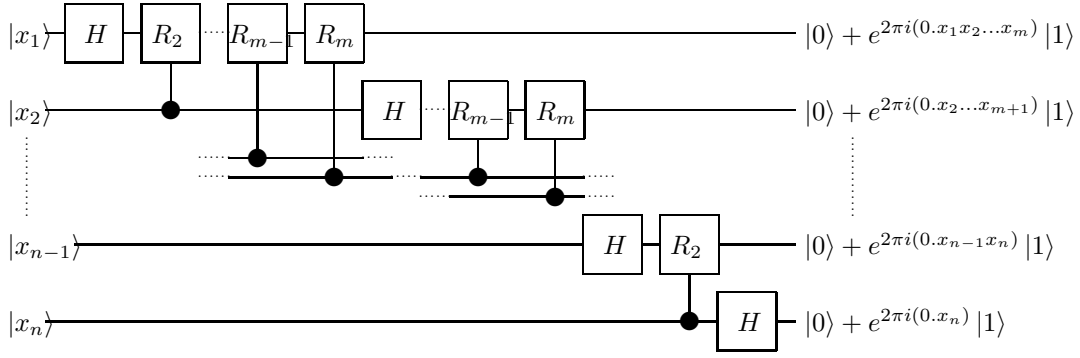 |x₁⟩ H R₂ R_{m−1} R_m |0⟩ + e^{2πi(0.x₁x₂...x_m)} |1⟩
|x₂⟩ H R_{m−1} R_m |0⟩ + e^{2πi(0.x₂...x_{m+1})} |1⟩
|x_{n−1}⟩ H R₂ |0⟩ + e^{2πi(0.x_{n−1}x_n)} |1⟩
|x_n⟩ H |0⟩ + e^{2πi(0.x_n)} |1⟩